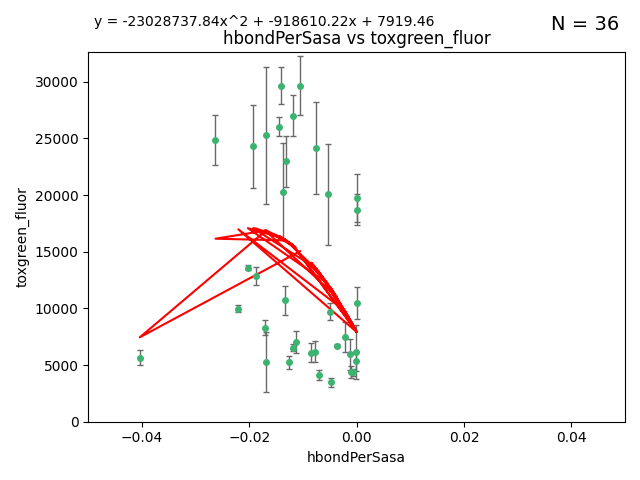 y = -23028737.84x^2 + -918610.22x + 7919.46
N = 36
hbondPerSasa vs toxgreen_fluor
30000
25000
20000
15000
10000
5000
0
toxgreen_fluor
−0.04 −0.02 0.00 0.02 0.04
hbondPerSasa